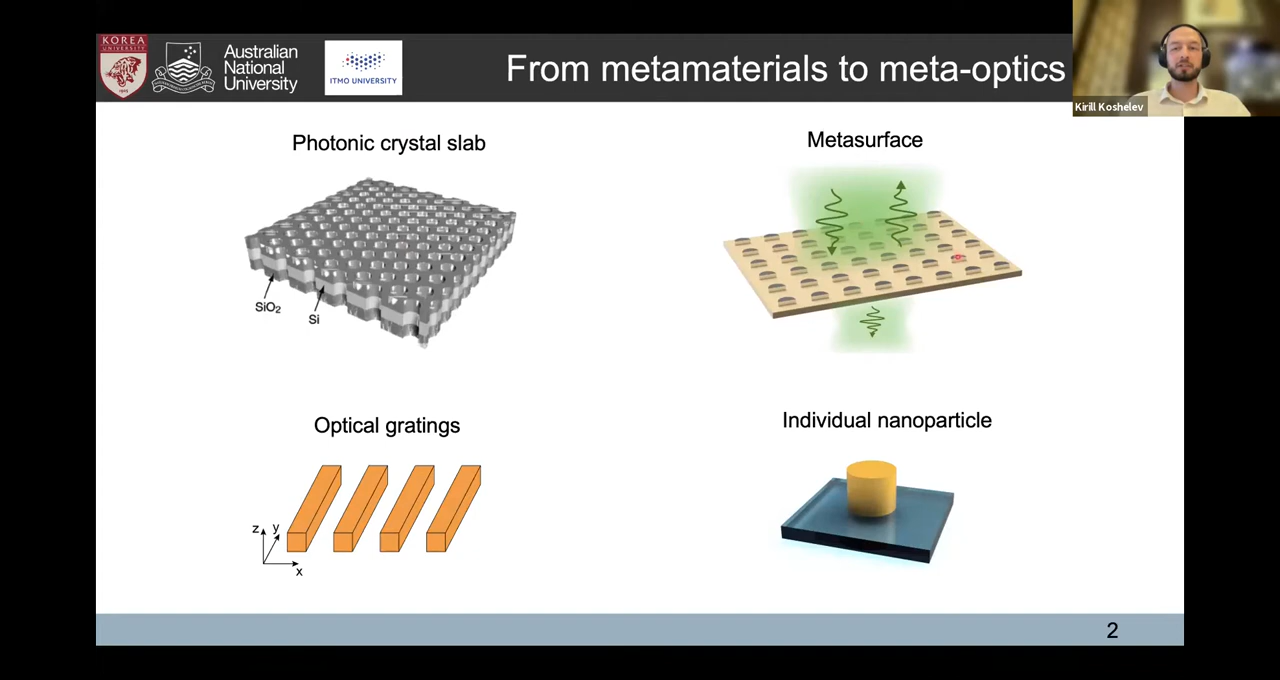 KOREA
UNIVERSITY
1905
Australian
National
University
ITMO UNIVERSITY
From metamaterials to meta-optics
Kirill Koshelev
Photonic crystal slab
Metasurface
SiO₂
Si
Optical gratings
Individual nanoparticle
z
y
x
2